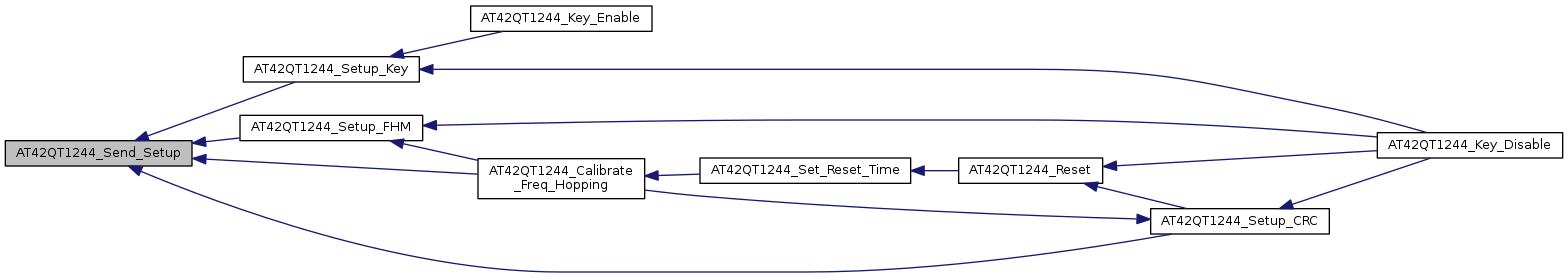 AT42QT1244_Key_Enable
AT42QT1244_Setup_Key
AT42QT1244_Setup_FHM
AT42QT1244_Send_Setup
AT42QT1244_Key_Disable
AT42QT1244_Calibrate
_Freq_Hopping
AT42QT1244_Set_Reset_Time
AT42QT1244_Reset
AT42QT1244_Setup_CRC